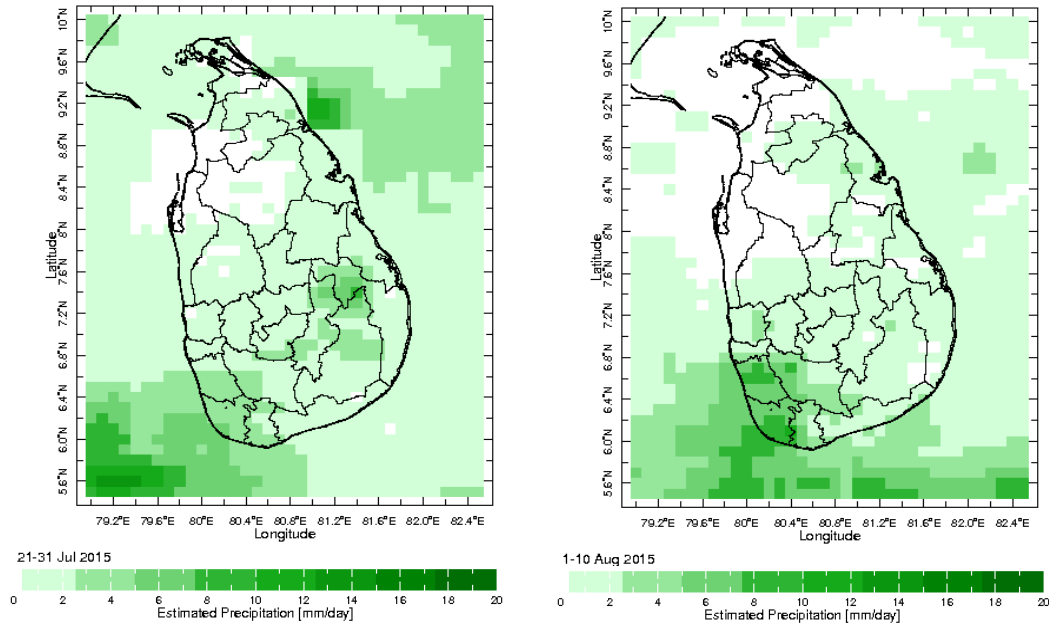 10°N
9.6°N
9.2°N
8.8°N
8.4°N
8°N
7.6°N
7.2°N
6.8°N
6.4°N
6.0°N
5.6°N
Latitude
79.2°E 79.6°E 80°E 80.4°E 80.8°E 81.2°E 81.6°E 82°E 82.4°E
Longitude
21-31 Jul 2015
0 2 4 6 8 10 12 14 16 18 20
Estimated Precipitation [mm/day]
10°N
9.6°N
9.2°N
8.8°N
8.4°N
8°N
7.6°N
7.2°N
6.8°N
6.4°N
6.0°N
5.6°N
Latitude
79.2°E 79.6°E 80°E 80.4°E 80.8°E 81.2°E 81.6°E 82.0°E 82.4°E
Longitude
1-10 Aug 2015
0 2 4 6 8 10 12 14 16 18 20
Estimated Precipitation [mm/day]